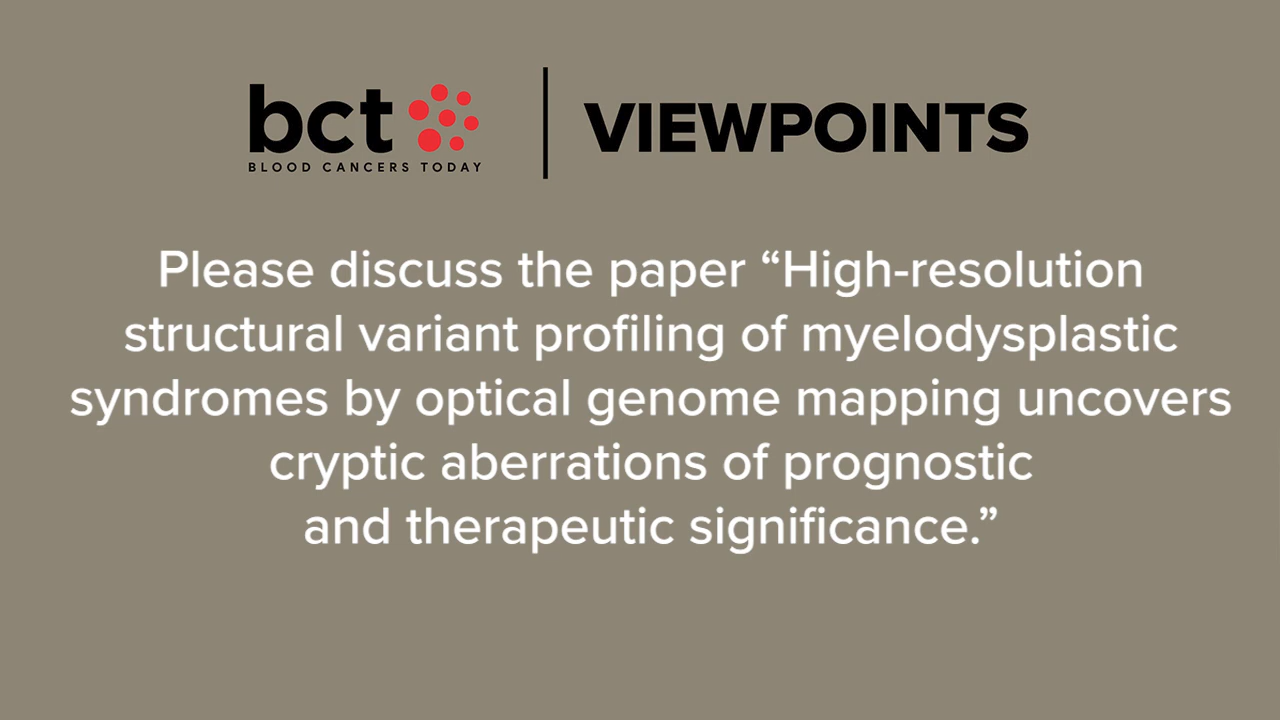 bct
BLOOD CANCERS TODAY
VIEWPOINTS
Please discuss the paper “High-resolution
structural variant profiling of myelodysplastic
syndromes by optical genome mapping uncovers
cryptic aberrations of prognostic
and therapeutic significance.”